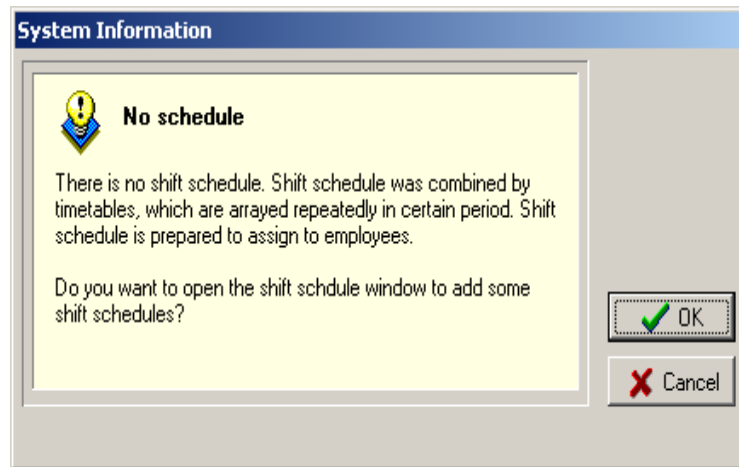 System Information
No schedule
There is no shift schedule. Shift schedule was combined by
timetables, which are arrayed repeatedly in certain period. Shift
schedule is prepared to assign to employees.
Do you want to open the shift schdule window to add some
shift schedules?
OK
Cancel